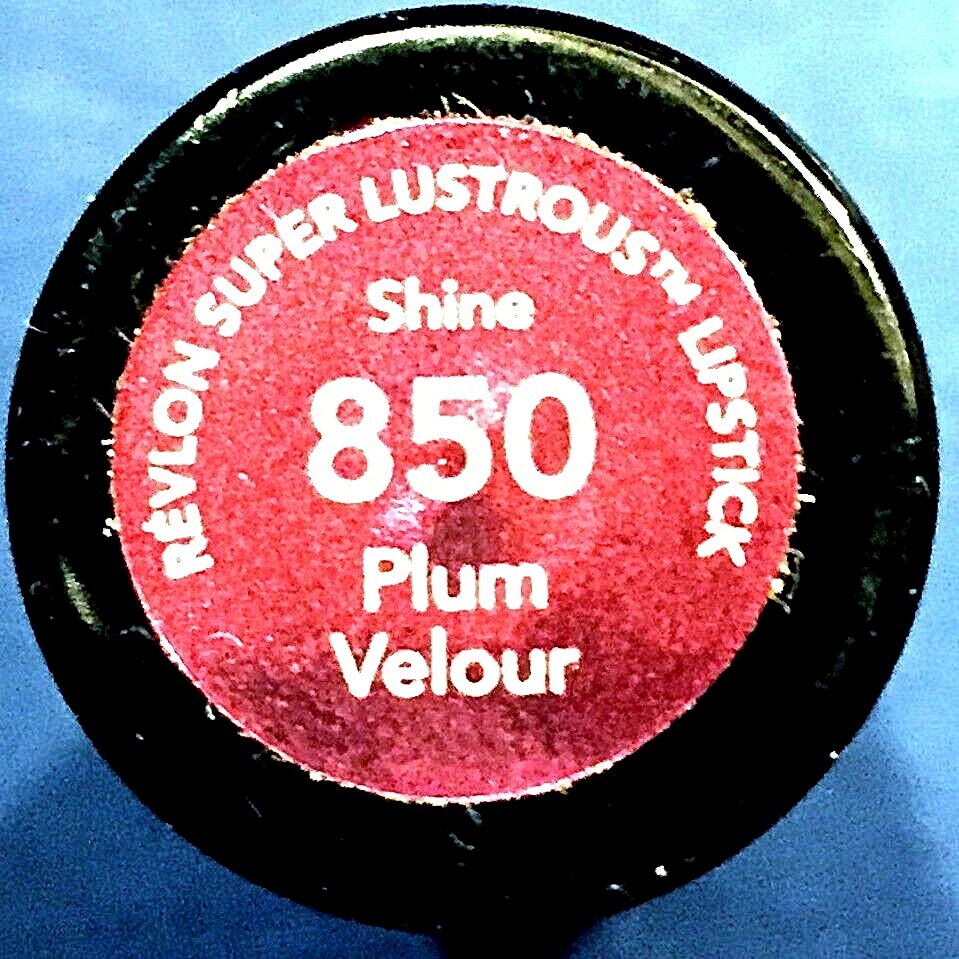 REVLON SUPER LUSTROUS™ LIPSTICK
Shine
850
Plum
Velour